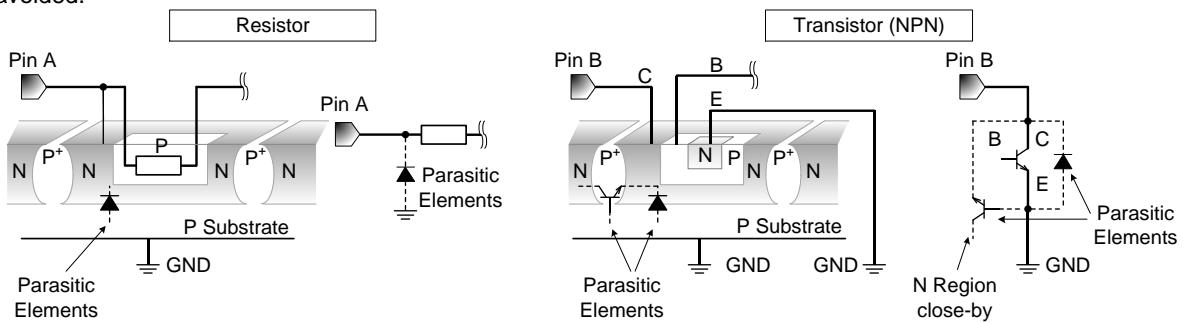 avoided.
Resistor
Transistor (NPN)
Pin A
Pin A
N
P+
N
P
N
P+
N
Parasitic
Elements
P Substrate
GND
Parasitic
Elements
Pin B
C
B
E
N
P+
N
N
P
P+
N
P Substrate
GND
GND
Parasitic
Elements
Pin B
B
C
E
Parasitic
Elements
GND
N Region
close-by